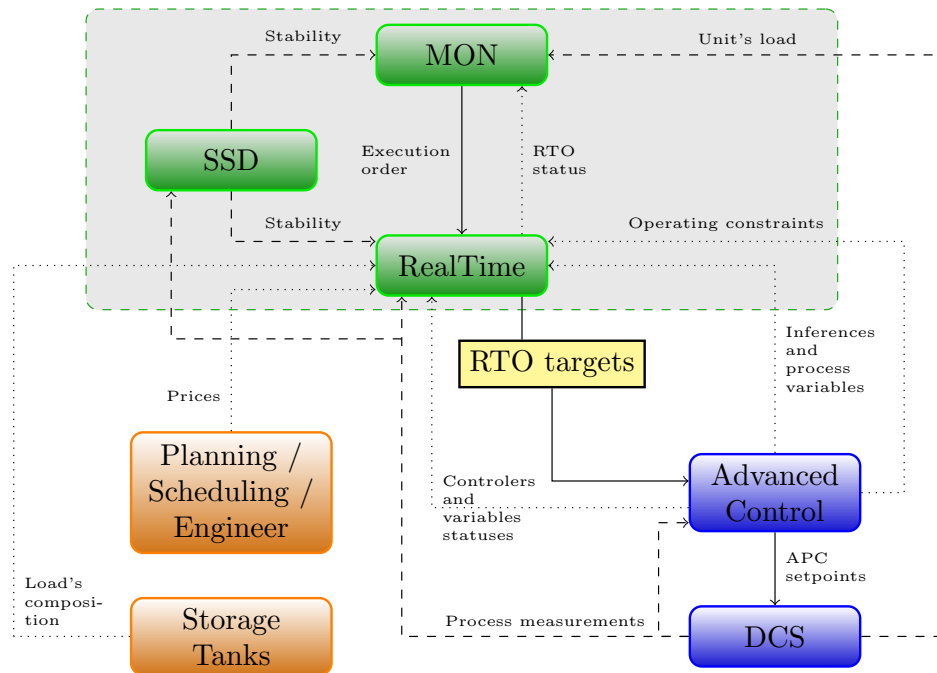 Stability
MON
Unit's load
SSD
Execution
order
RTO
status
Stability
Operating constraints
RealTime
Inferences
and
process
variables
RTO targets
Prices
Planning /
Scheduling /
Engineer
Controlers
and
variables
statuses
Advanced
Control
Load's
composi-
tion
APC
setpoints
Storage
Tanks
Process measurements
DCS